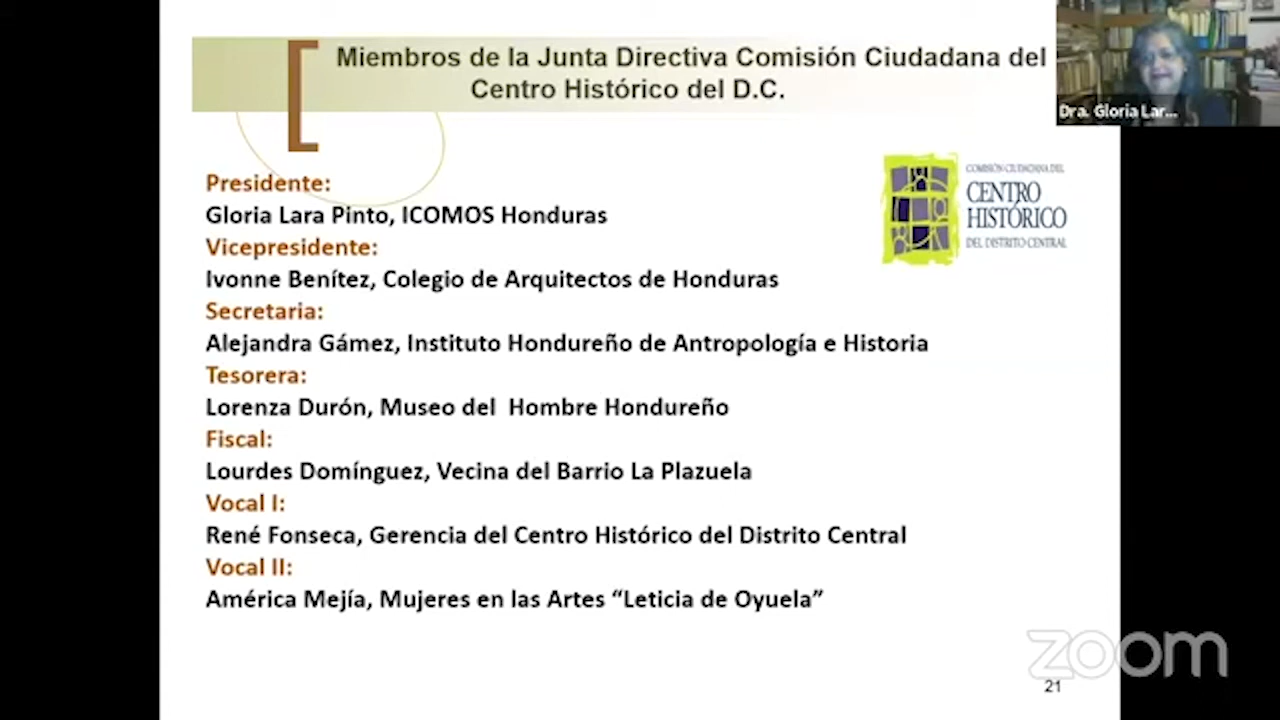 Miembros de la Junta Directiva Comisión Ciudadana del
Centro Histórico del D.C.
Dra. Gloria Lar...
Presidente:
Gloria Lara Pinto, ICOMOS Honduras
Vicepresidente:
Ivonne Benítez, Colegio de Arquitectos de Honduras
Secretaria:
Alejandra Gámez, Instituto Hondureño de Antropología e Historia
Tesorera:
Lorenza Durón, Museo del Hombre Hondureño
Fiscal:
Lourdes Domínguez, Vecina del Barrio La Plazuela
Vocal I:
René Fonseca, Gerencia del Centro Histórico del Distrito Central
Vocal II:
América Mejía, Mujeres en las Artes “Leticia de Oyuela”
COMISIÓN CIUDADANA DEL
CENTRO
HISTÓRICO
DEL DISTRITO CENTRAL
zoom
21